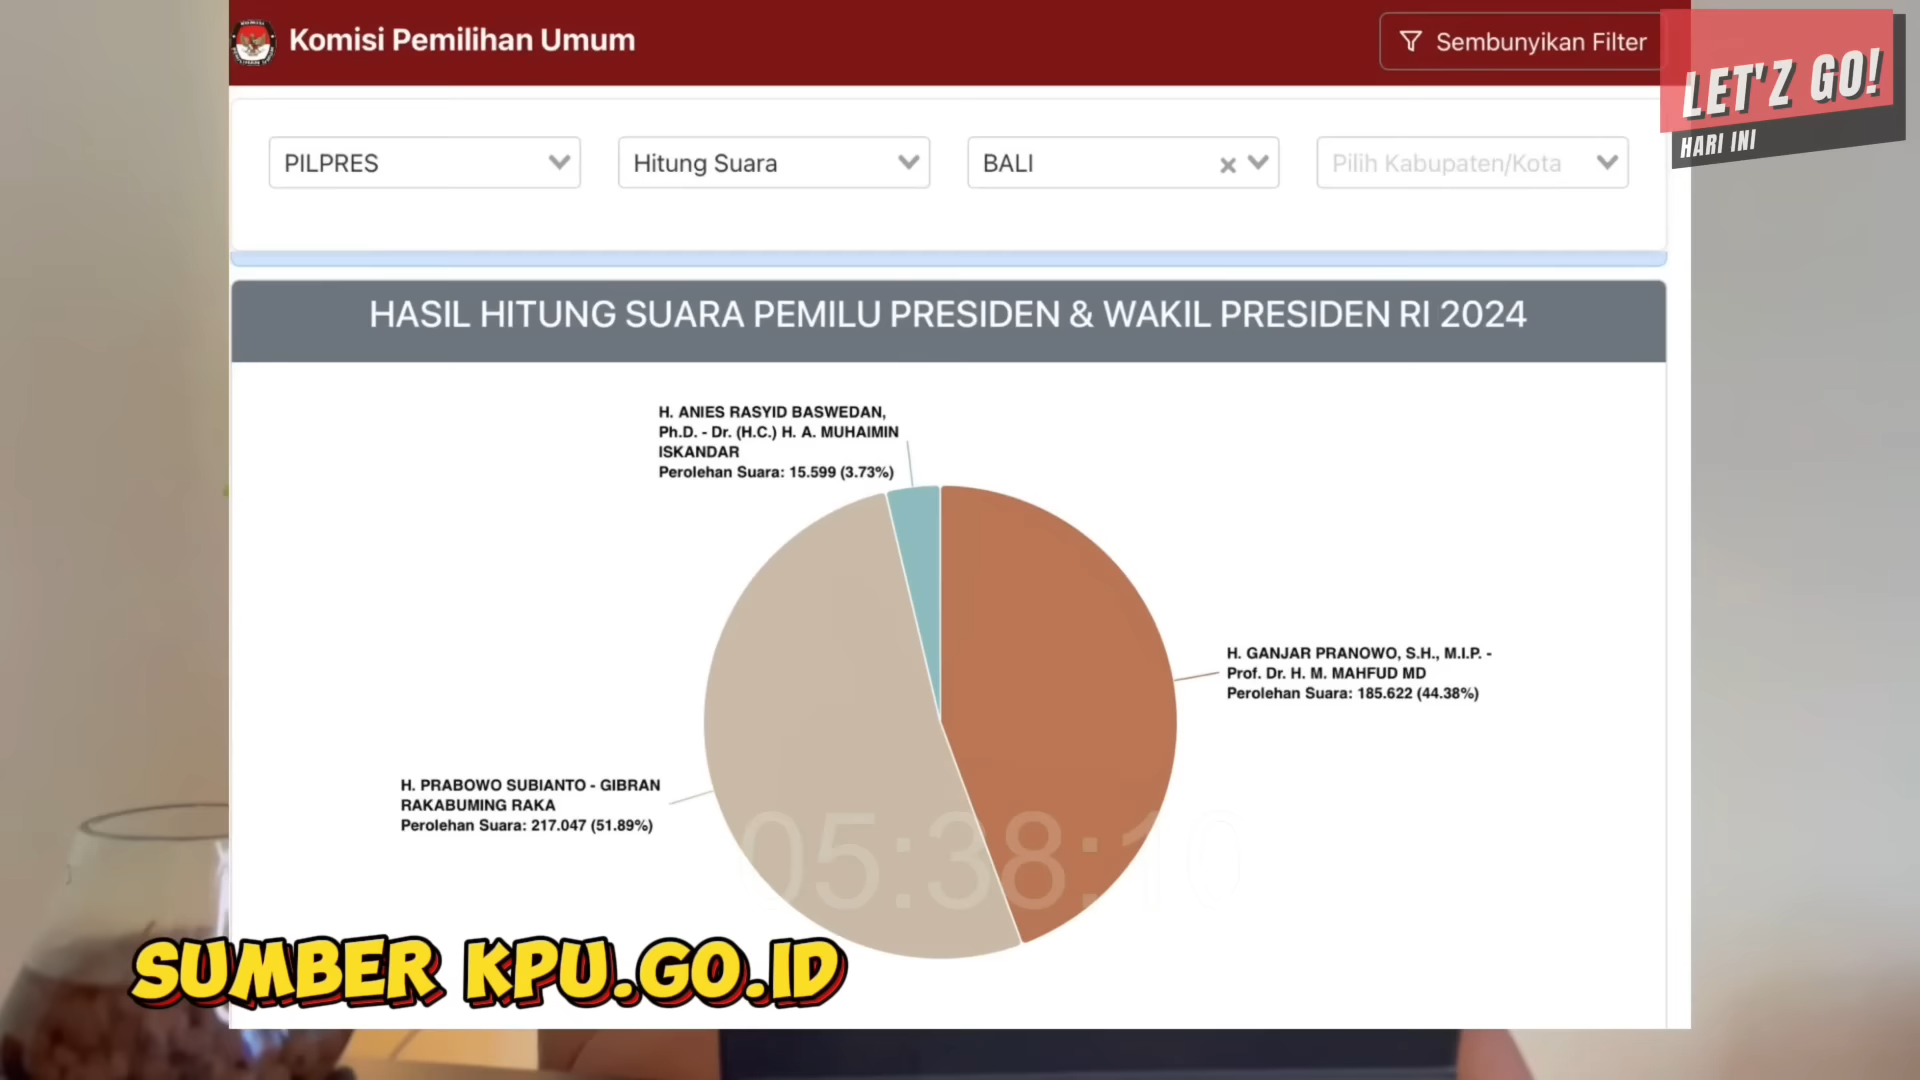 Komisi Pemilihan Umum
Sembunyikan Filter
LET'Z GO!
HARI INI
PILPRES
Hitung Suara
BALI
Pilih Kabupaten/Kota
HASIL HITUNG SUARA PEMILU PRESIDEN & WAKIL PRESIDEN RI 2024
H. ANIES RASYID BASWEDAN,
Ph.D. - Dr. (H.C.) H. A. MUHAIMIN
ISKANDAR
Perolehan Suara: 15.599 (3.73%)
H. GANJAR PRANOWO, S.H., M.I.P. -
Prof. Dr. H. M. MAHFUD MD
Perolehan Suara: 185.622 (44.38%)
H. PRABOWO SUBIANTO - GIBRAN
RAKABUMING RAKA
Perolehan Suara: 217.047 (51.89%)
SUMBER KPU.GO.ID